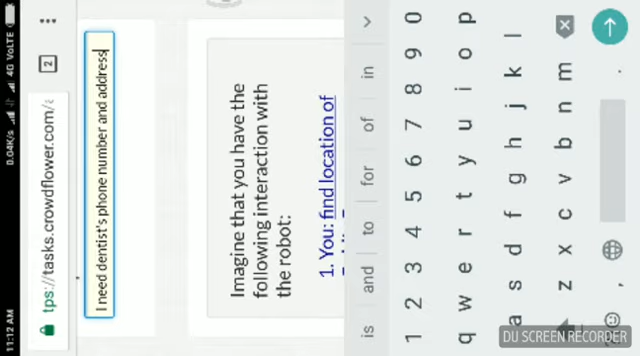 0.04K/s 4G VoLTE 11:12 AM
tps://tasks.crowdflower.com/
2
I need dentist's phone number and address
Imagine that you have the
following interaction with
the robot:
1. You: find location of
is and to for of in
1 2 3 4 5 6 7 8 9 0
q w e r t y u i o p
a s d f g h j k l
z x c v b n m
, .
DU SCREEN RECORDER